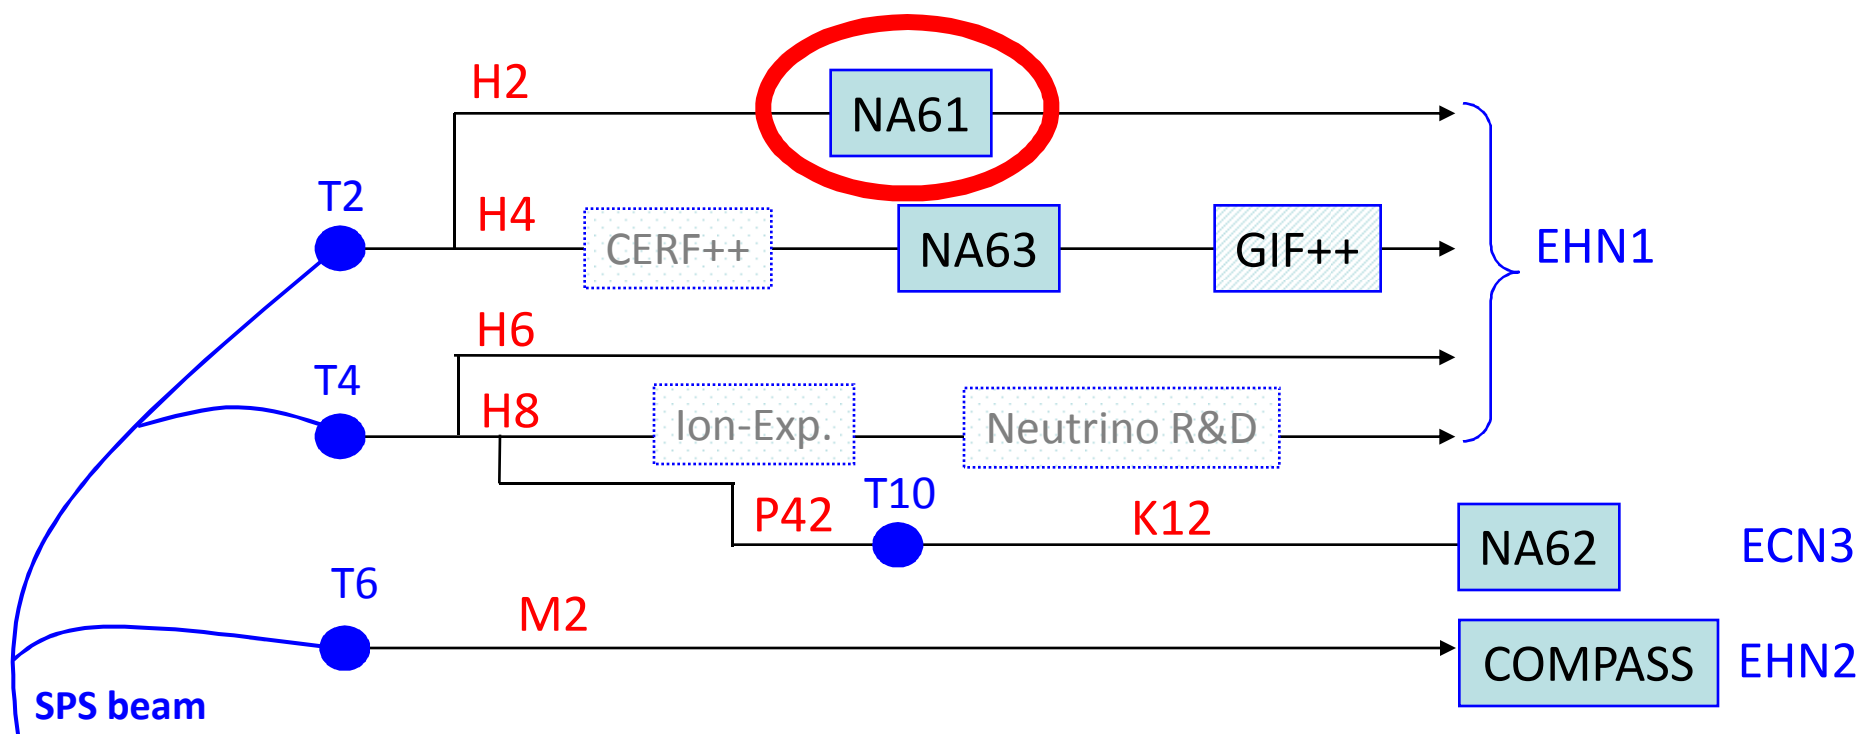 H2
NA61
T2
H4
CERF++
NA63
GIF++
EHN1
H6
T4
H8
Ion-Exp.
Neutrino R&D
T10
P42
K12
NA62
ECN3
T6
M2
COMPASS
EHN2
SPS beam